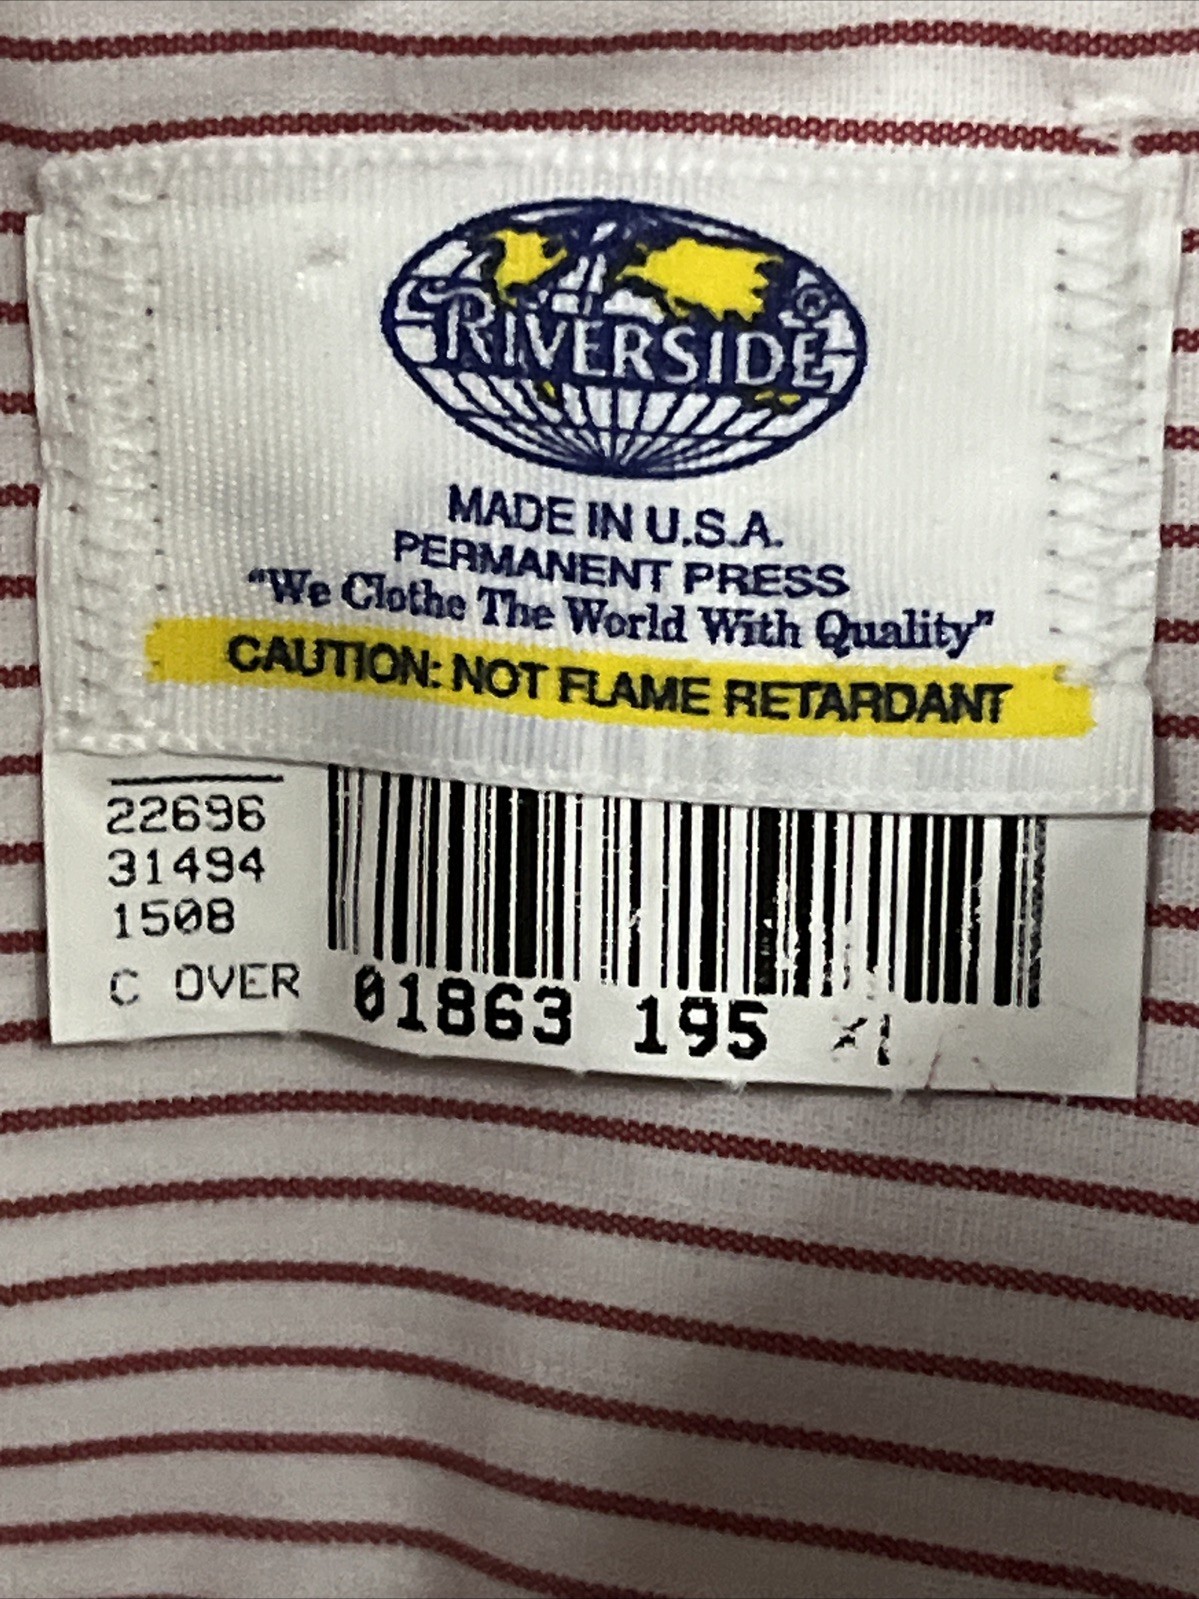 RIVERSIDE ®
MADE IN U.S.A.
PERMANENT PRESS
"We Clothe The World With Quality"
CAUTION: NOT FLAME RETARDANT
22696
31494
1508
C OVER
01863 195